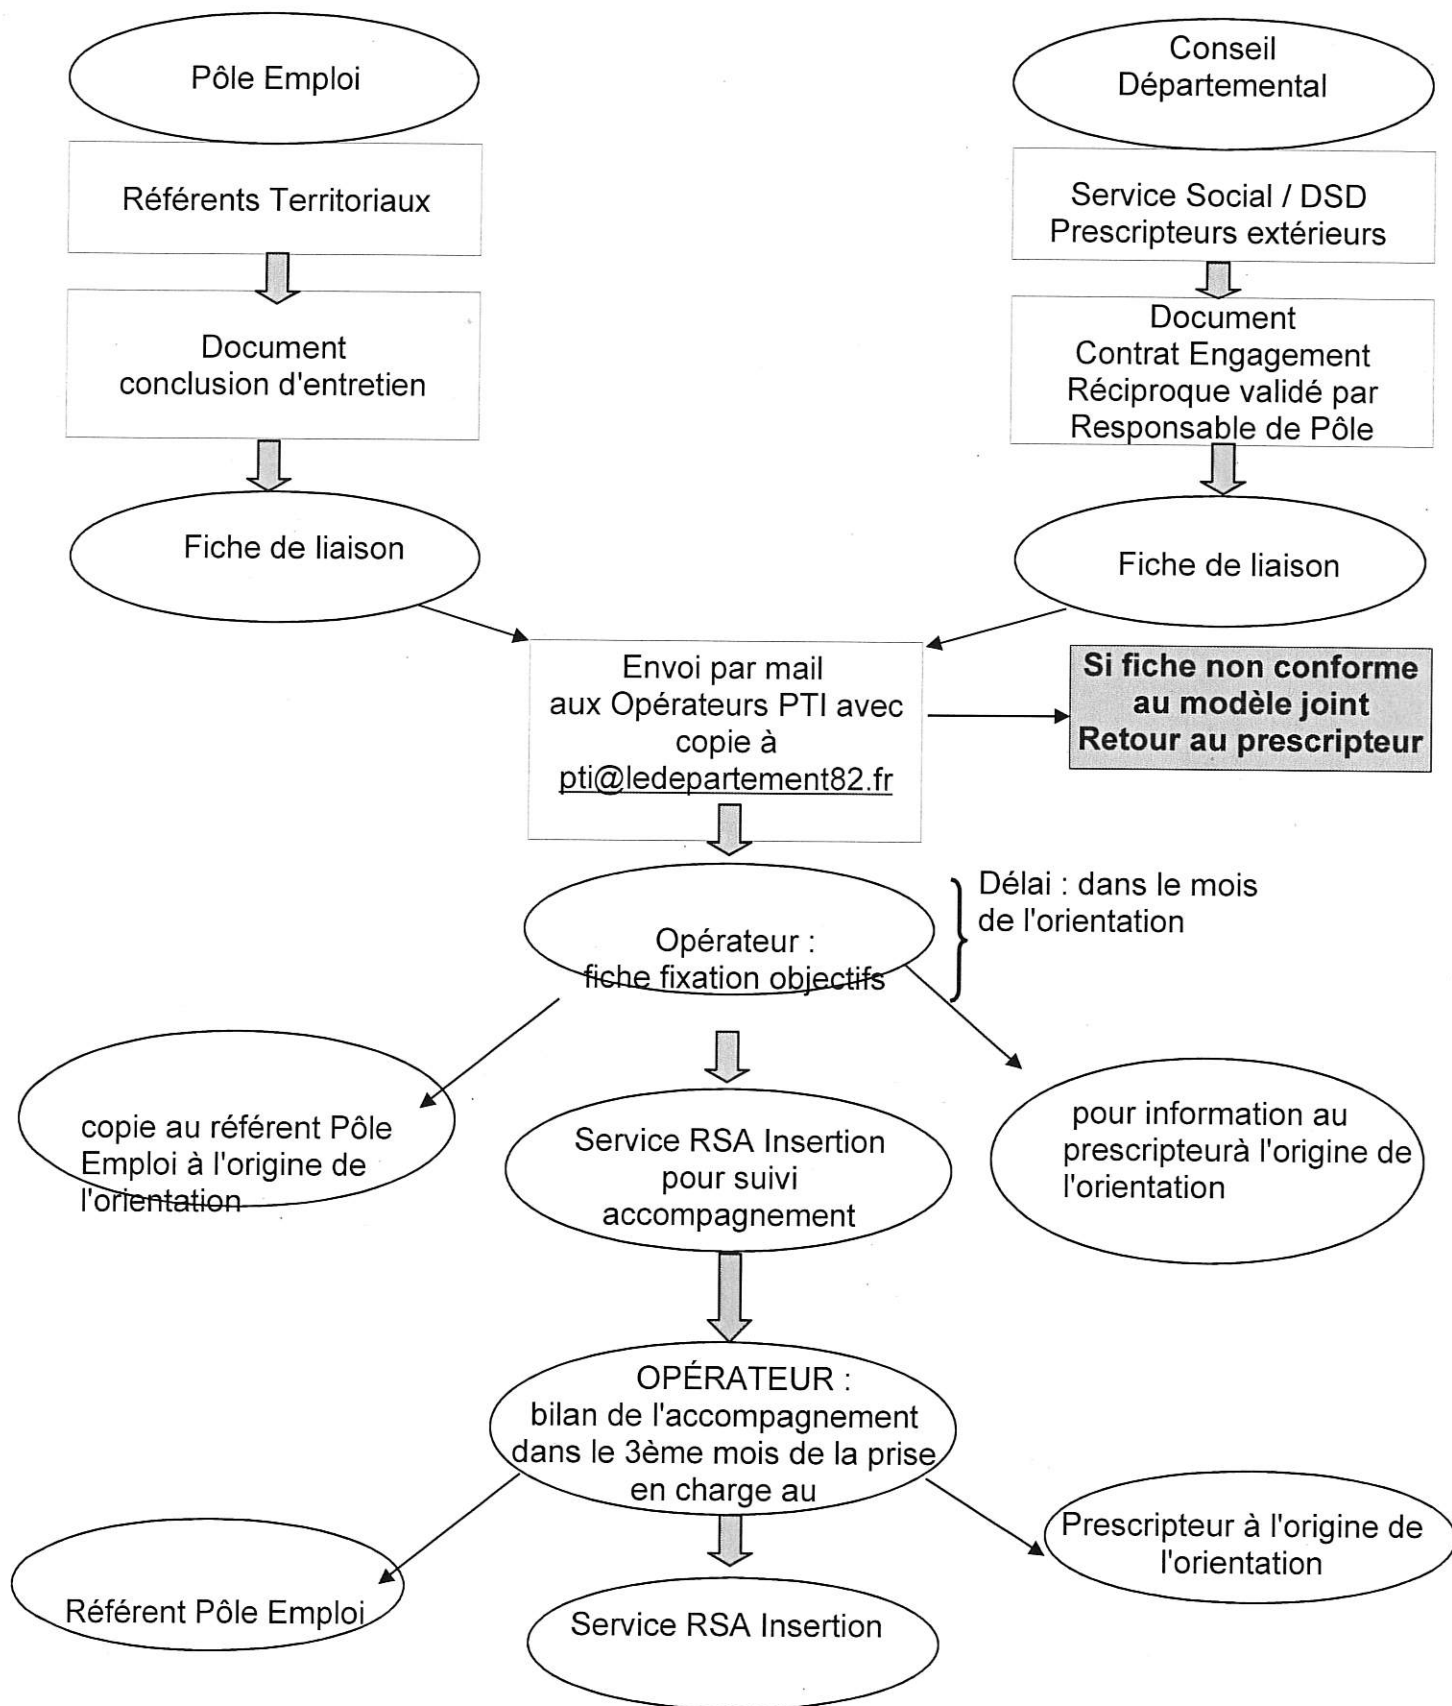 Pôle Emploi
Conseil
Départemental
Référents Territoriaux
Service Social / DSD
Prescripteurs extérieurs
Document
conclusion d'entretien
Document
Contrat Engagement
Réciproque validé par
Responsable de Pôle
Fiche de liaison
Fiche de liaison
Envoi par mail
aux Opérateurs PTI avec
copie à
pti@ledepartement82.fr
Si fiche non conforme
au modèle joint
Retour au prescripteur
Opérateur :
fiche fixation objectifs
Délai : dans le mois
de l'orientation
copie au référent Pôle
Emploi à l'origine de
l'orientation
Service RSA Insertion
pour suivi
accompagnement
pour information au
prescripteurà l'origine de
l'orientation
OPÉRATEUR :
bilan de l'accompagnement
dans le 3ème mois de la prise
en charge au
Référent Pôle Emploi
Service RSA Insertion
Prescripteur à l'origine de
l'orientation